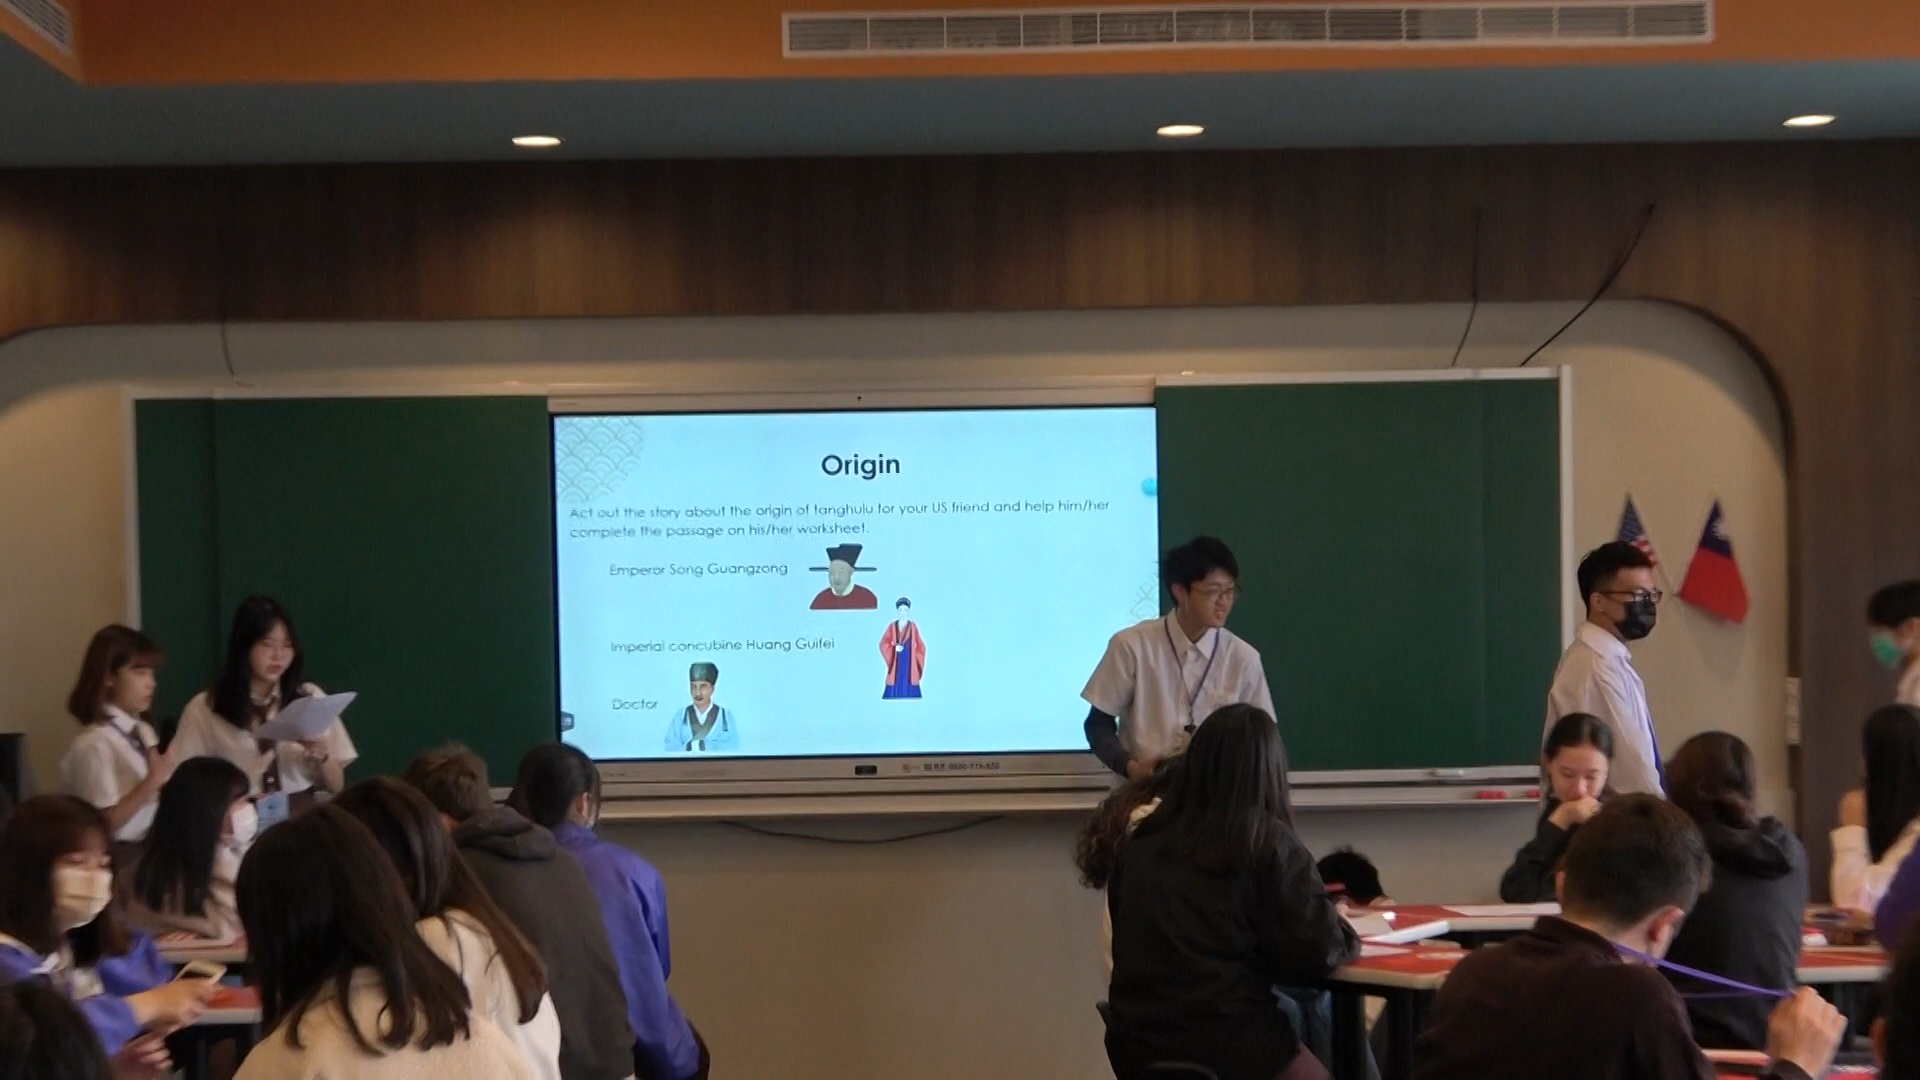 Origin
Act out the story about the origin of tanghulu for your US friend and help him/her
complete the passage on his/her worksheet.
Emperor Song Guangzong
Imperial concubine Huang Guifei
Doctor